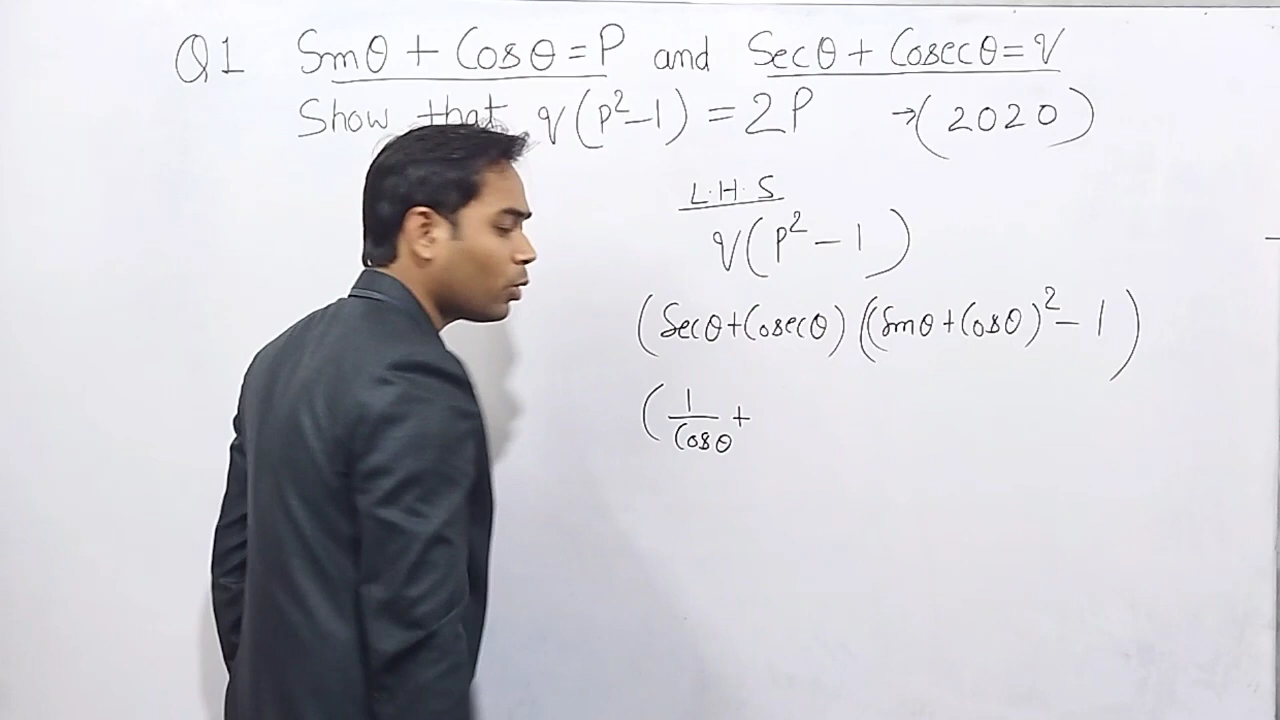 Q1 Sinθ + Cosθ = P and Secθ + Cosecθ = q
Show that q(P²-1) = 2P → (2020)
L.H.S
q(P² - 1)
(Secθ + Cosecθ) ((Sinθ + Cosθ)² - 1)
(1/Cosθ +